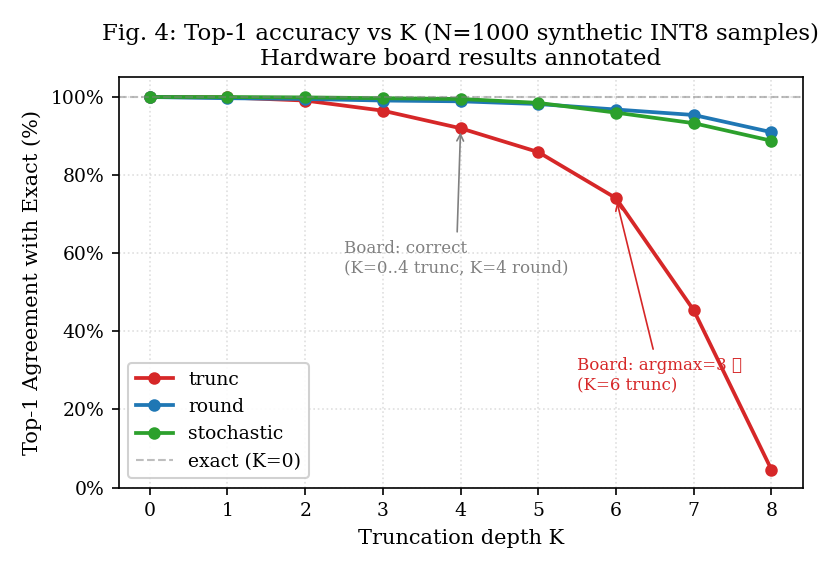 Fig. 4: Top-1 accuracy vs K (N=1000 synthetic INT8 samples)
Hardware board results annotated
Top-1 Agreement with Exact (%)
100%
80%
60%
40%
20%
0%
Board: correct
(K=0..4 trunc, K=4 round)
Board: argmax=3
(K=6 trunc)
trunc
round
stochastic
exact (K=0)
0 1 2 3 4 5 6 7 8
Truncation depth K